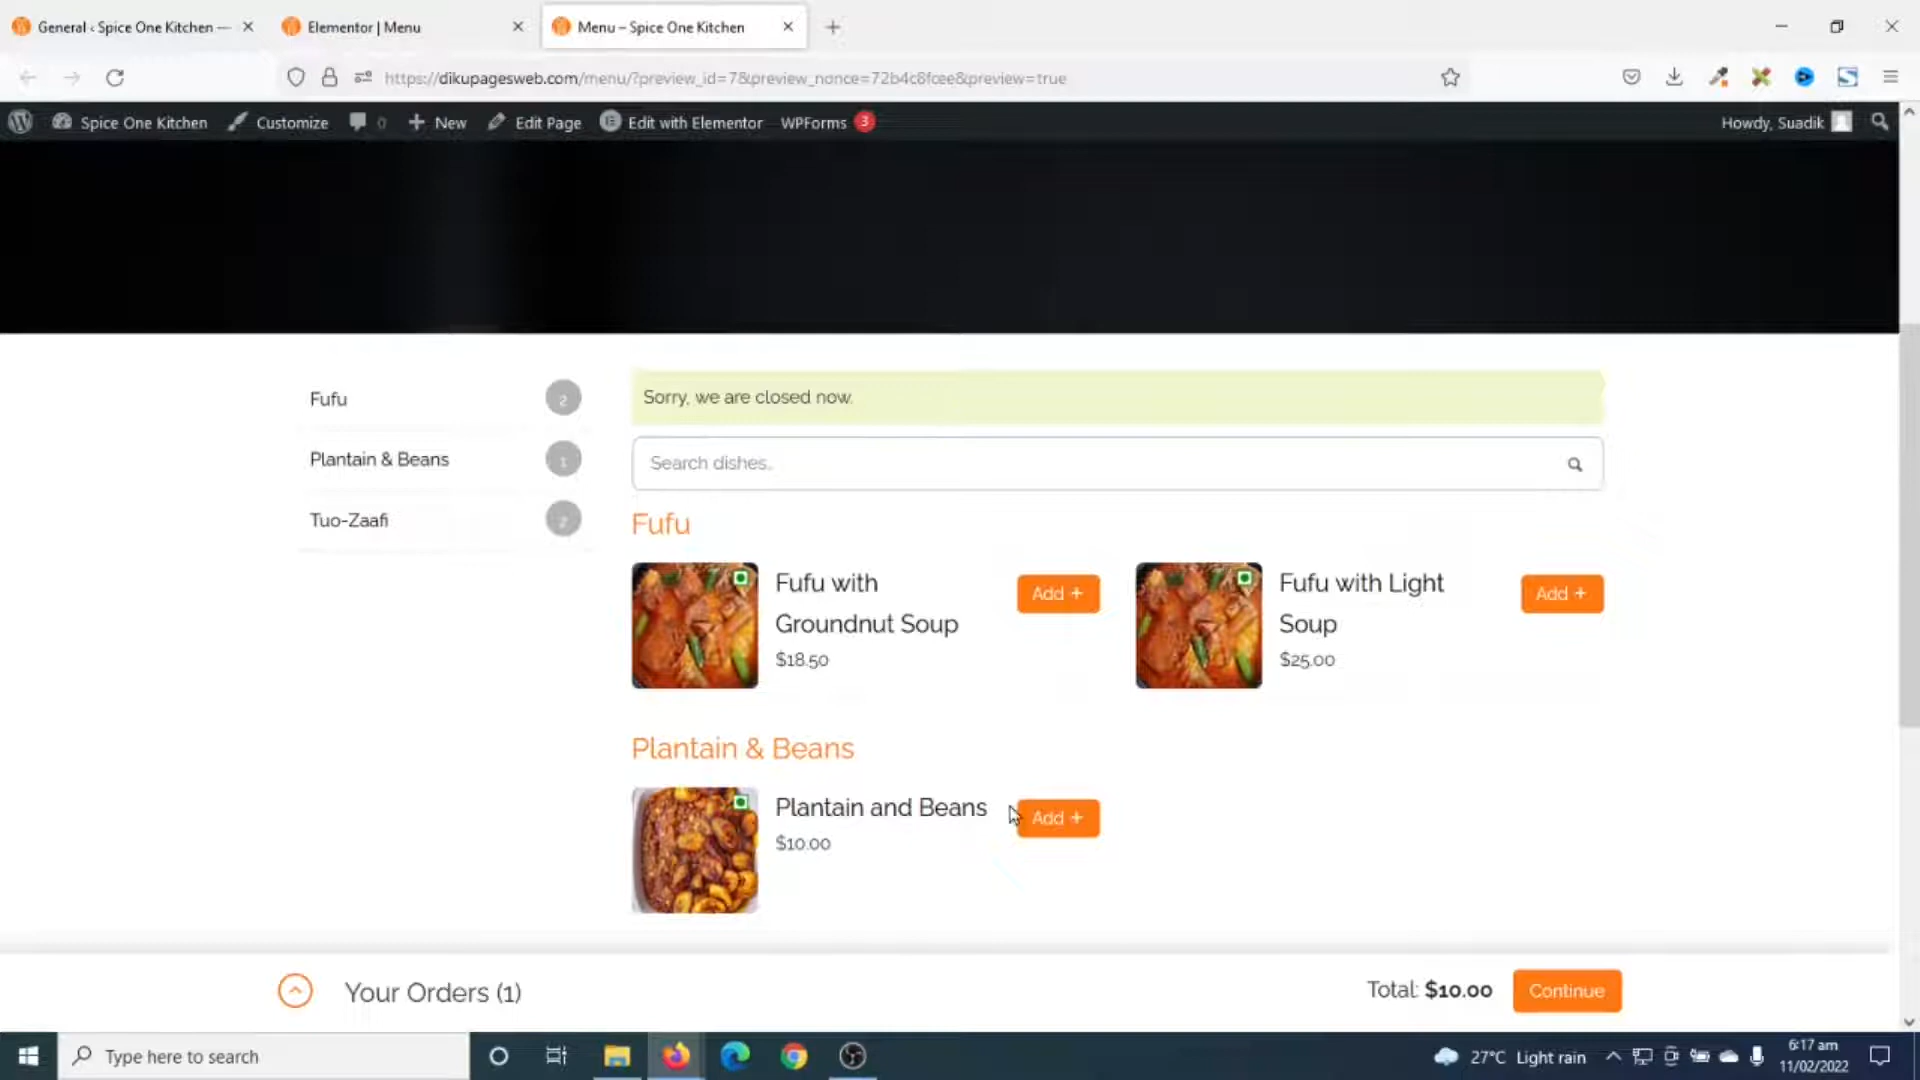 General ‹ Spice One Kitchen —
Elementor | Menu
Menu – Spice One Kitchen
https://dikupagesweb.com/menu/?preview_id=7&preview_nonce=72b4c8fcee&preview=true
Spice One Kitchen
Customize
0
New
Edit Page
Edit with Elementor
WPForms 3
Howdy, Suadik
Fufu 2
Plantain & Beans 1
Tuo-Zaafi 2
Sorry, we are closed now.
Search dishes..
Fufu
Fufu with
Groundnut Soup
$18.50
Add +
Fufu with Light
Soup
$25.00
Add +
Plantain & Beans
Plantain and Beans
$10.00
Add +
Your Orders (1)
Total: $10.00
Continue
Type here to search
27°C Light rain
6:17 am
11/02/2022